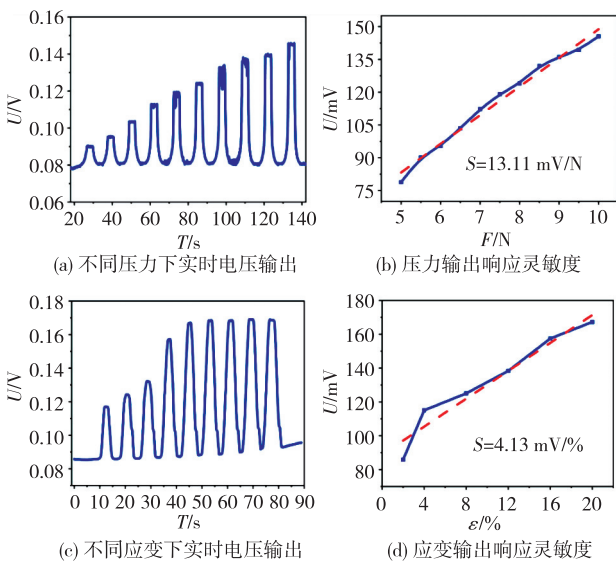 0.16
0.14
0.12
0.10
0.08
0.06
U/V
20 40 60 80 100 120 140
T/s
(a) 不同压力下实时电压输出
150
135
120
105
90
75
U/mV
S=13.11 mV/N
5 6 7 8 9 10
F/N
(b) 压力输出响应灵敏度
0.18
0.16
0.14
0.12
0.10
0.08
U/V
0 10 20 30 40 50 60 70 80 90
T/s
(c) 不同应变下实时电压输出
180
160
140
120
100
80
U/mV
S=4.13 mV/%
0 4 8 12 16 20
ε/%
(d) 应变输出响应灵敏度